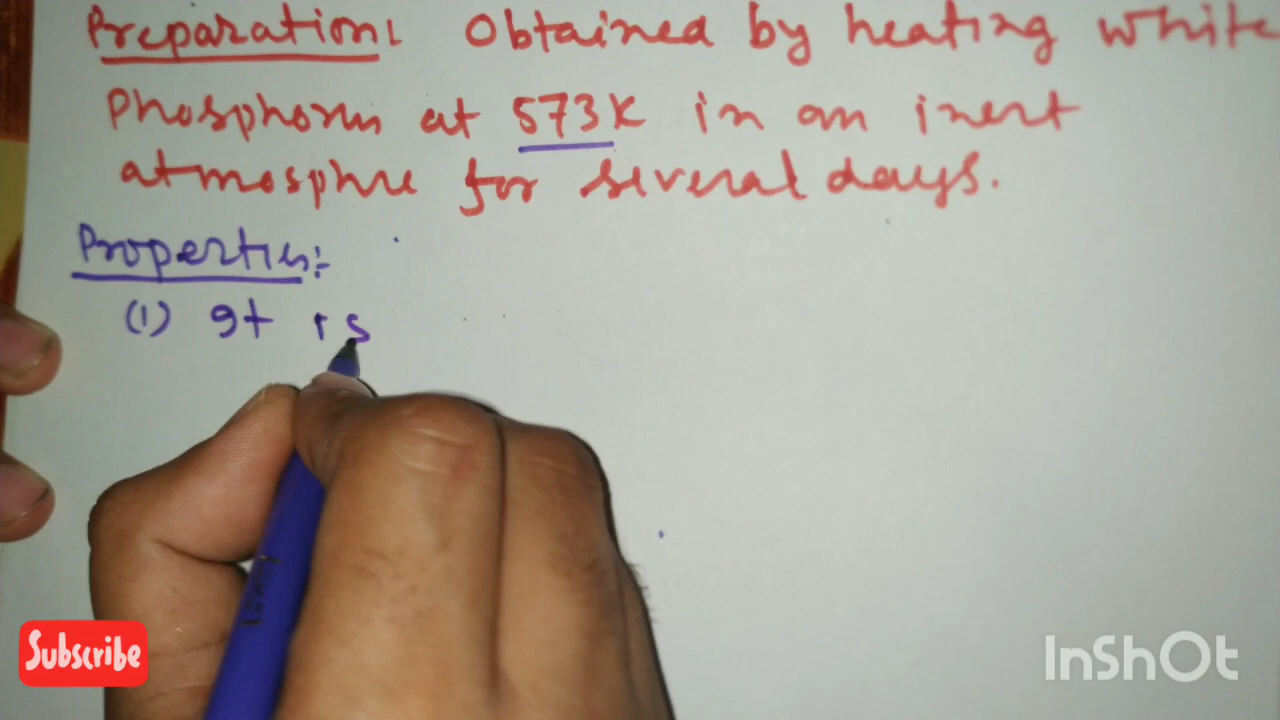 Preparation: Obtained by heating white
Phosphorus at 573K in an inert
atmosphre for several days.
Properties:-
(1) It is
Subscribe
InShOt